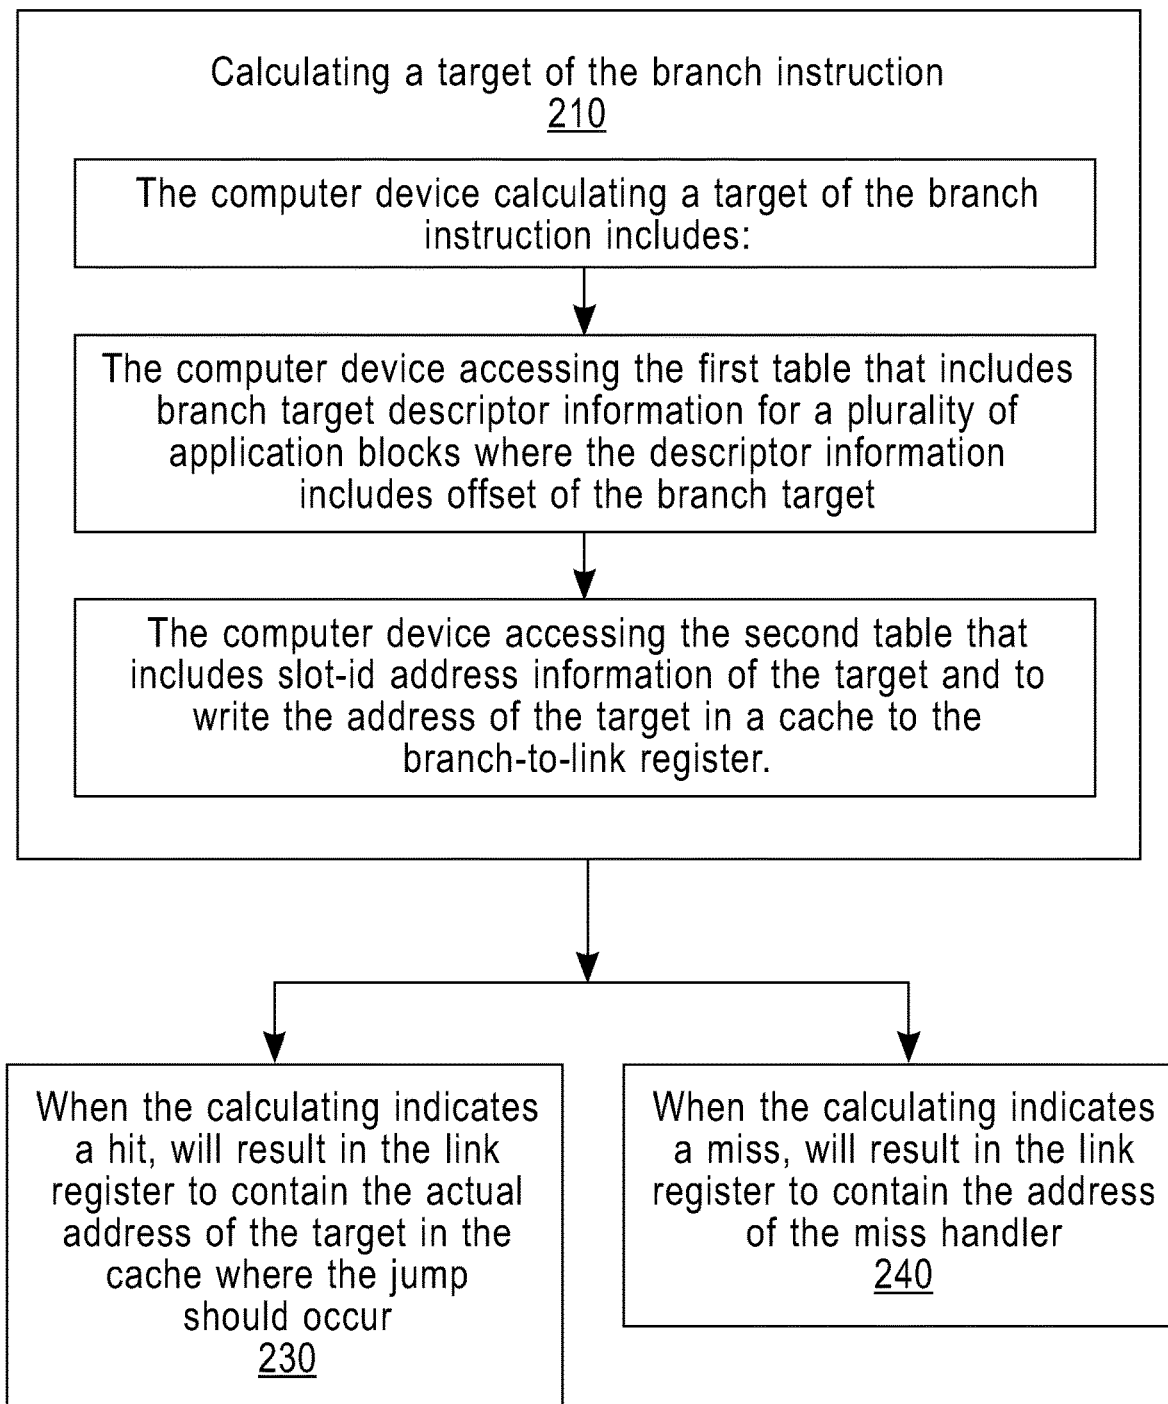 Calculating a target of the branch instruction
210
The computer device calculating a target of the branch
instruction includes:
The computer device accessing the first table that includes
branch target descriptor information for a plurality of
application blocks where the descriptor information
includes offset of the branch target
The computer device accessing the second table that
includes slot-id address information of the target and to
write the address of the target in a cache to the
branch-to-link register.
When the calculating indicates
a hit, will result in the link
register to contain the actual
address of the target in the
cache where the jump
should occur
230
When the calculating indicates
a miss, will result in the link
register to contain the address
of the miss handler
240